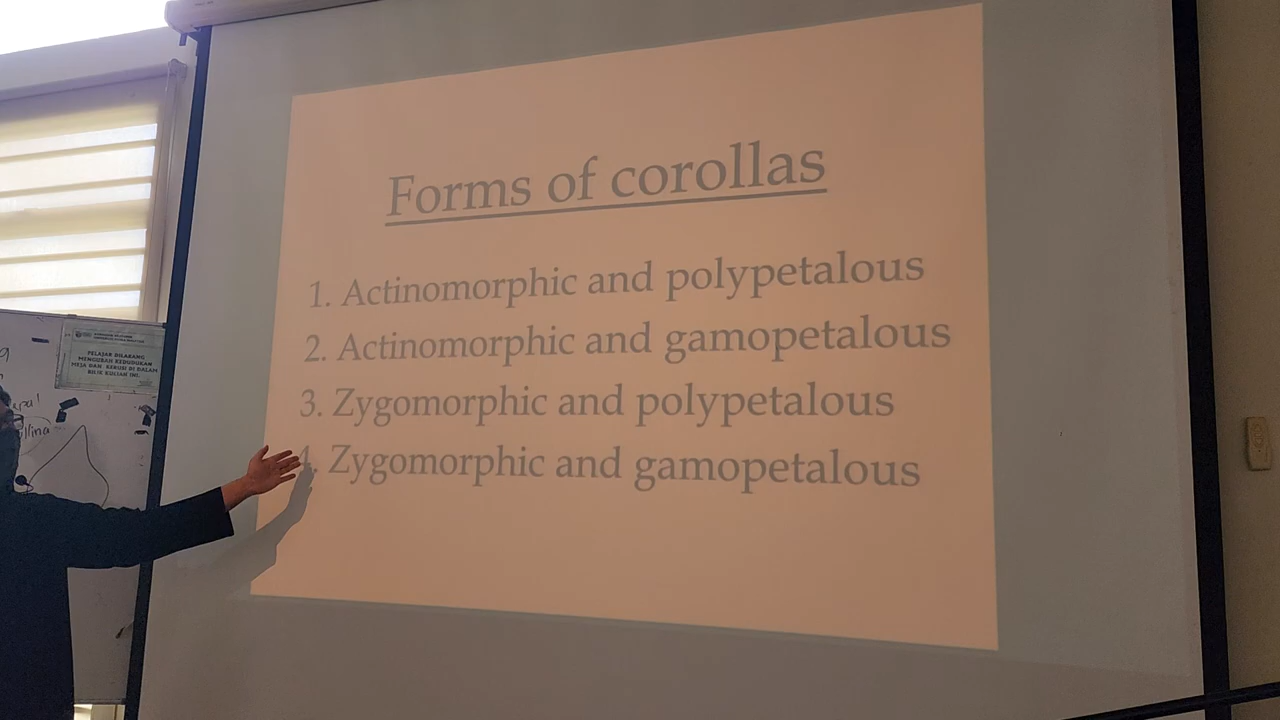 Forms of corollas
1. Actinomorphic and polypetalous
2. Actinomorphic and gamopetalous
3. Zygomorphic and polypetalous
4. Zygomorphic and gamopetalous
PELAJAR DILARANG
MENGUBAH KEDUDUKAN
MEJA DAN KERUSI DI DALAM
BILIK KULIAH INI.